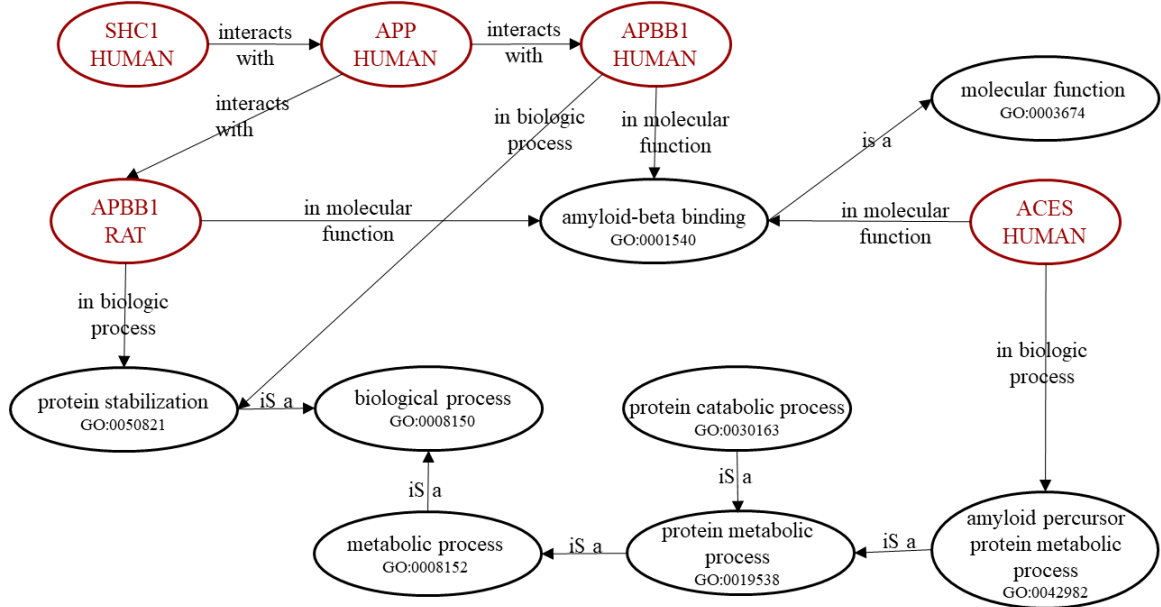 SHC1
HUMAN
interacts
with
APP
HUMAN
interacts
with
APBB1
HUMAN
molecular function
GO:0003674
interacts
with
in biologic
process
in molecular
function
is a
APBB1
RAT
in molecular
function
amyloid-beta binding
GO:0001540
in molecular
function
ACES
HUMAN
in biologic
process
in biologic
process
protein stabilization
GO:0050821
iS a
biological process
GO:0008150
protein catabolic process
GO:0030163
iS a
iS a
metabolic process
GO:0008152
iS a
protein metabolic
process
GO:0019538
iS a
amyloid percursor
protein metabolic
process
GO:0042982